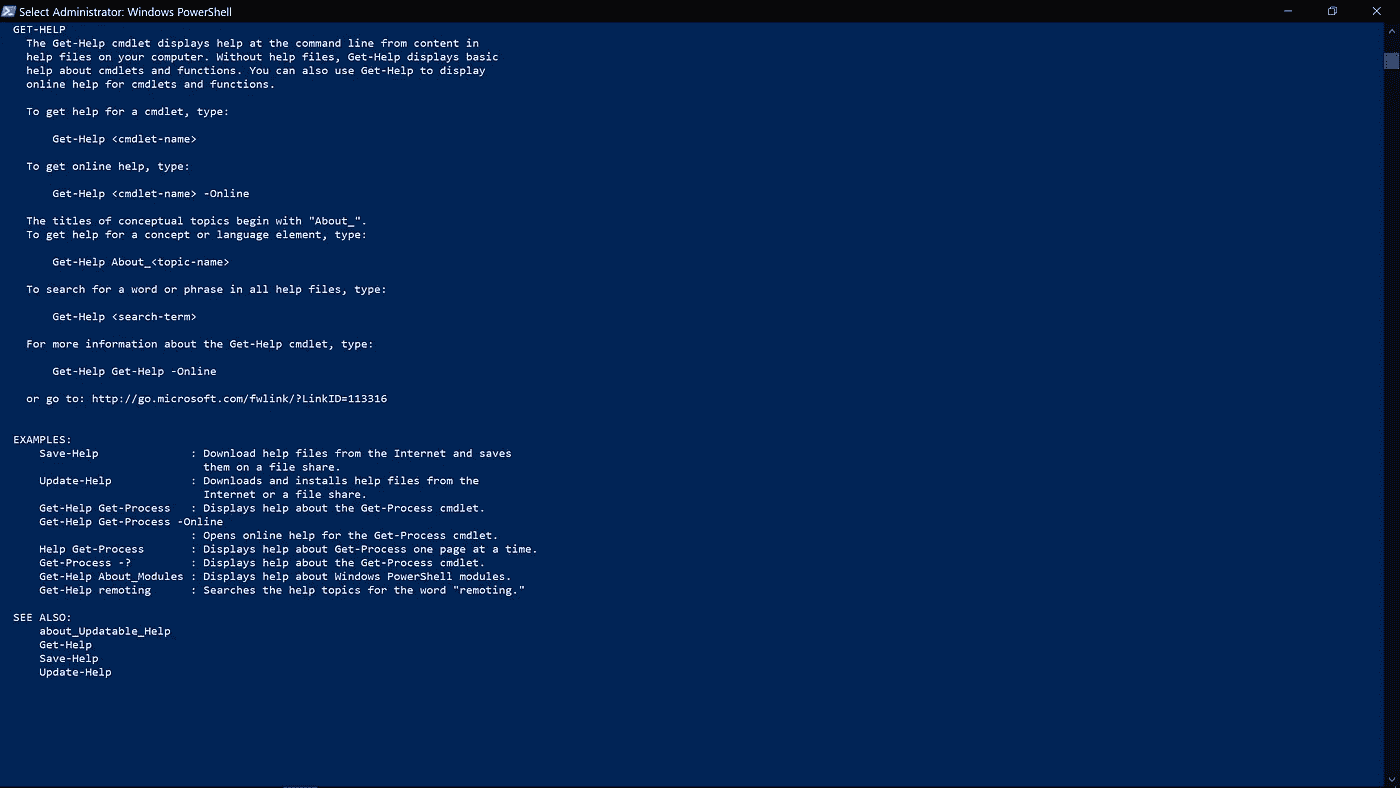 Select Administrator: Windows PowerShell
GET-HELP
The Get-Help cmdlet displays help at the command line from content in
help files on your computer. Without help files, Get-Help displays basic
help about cmdlets and functions. You can also use Get-Help to display
online help for cmdlets and functions.
To get help for a cmdlet, type:
Get-Help <cmdlet-name>
To get online help, type:
Get-Help <cmdlet-name> -Online
The titles of conceptual topics begin with "About_".
To get help for a concept or language element, type:
Get-Help About_<topic-name>
To search for a word or phrase in all help files, type:
Get-Help <search-term>
For more information about the Get-Help cmdlet, type:
Get-Help Get-Help -Online
or go to: http://go.microsoft.com/fwlink/?LinkID=113316
EXAMPLES:
Save-Help : Download help files from the Internet and saves
them on a file share.
Update-Help : Downloads and installs help files from the
Internet or a file share.
Get-Help Get-Process : Displays help about the Get-Process cmdlet.
Get-Help Get-Process -Online
: Opens online help for the Get-Process cmdlet.
Help Get-Process : Displays help about Get-Process one page at a time.
Get-Process -? : Displays help about the Get-Process cmdlet.
Get-Help About_Modules : Displays help about Windows PowerShell modules.
Get-Help remoting : Searches the help topics for the word "remoting."
SEE ALSO:
about_Updatable_Help
Get-Help
Save-Help
Update-Help